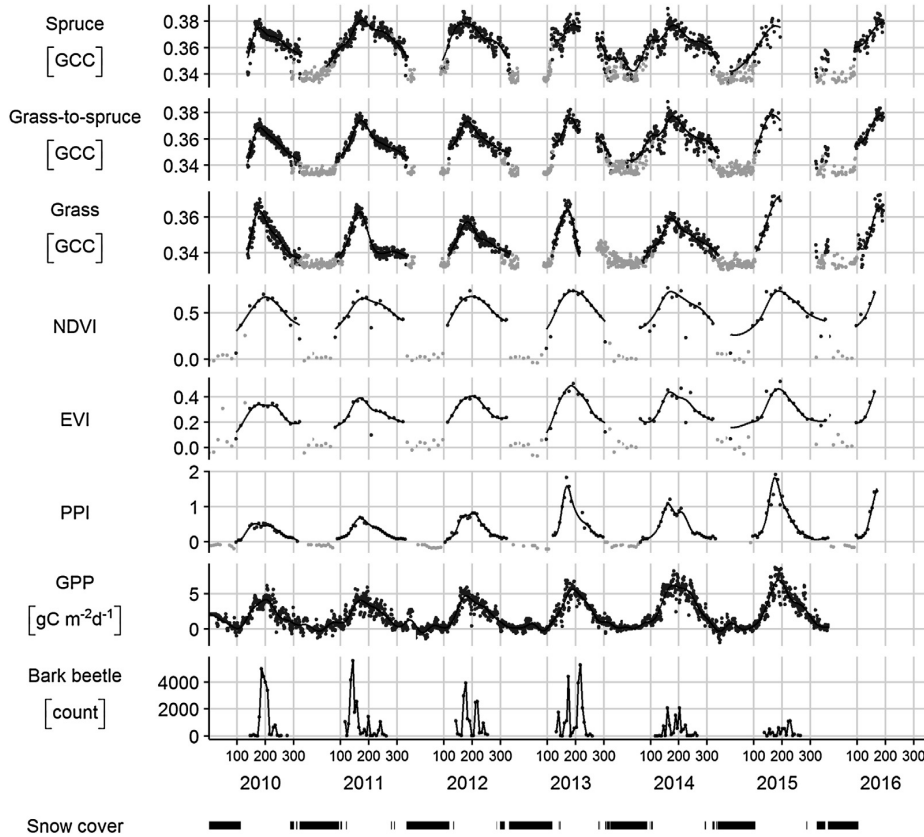 Spruce
[GCC]
0.38
0.36
0.34
Grass-to-spruce
[GCC]
0.38
0.36
0.34
Grass
[GCC]
0.36
0.34
NDVI
0.5
0.0
EVI
0.4
0.2
0.0
PPI
2
1
0
GPP
[gC m-2d-1]
5
0
Bark beetle
[count]
4000
2000
0
100 200 300 100 200 300 100 200 300 100 200 300 100 200 300 100 200 300 100 200 300
2010 2011 2012 2013 2014 2015 2016
Snow cover